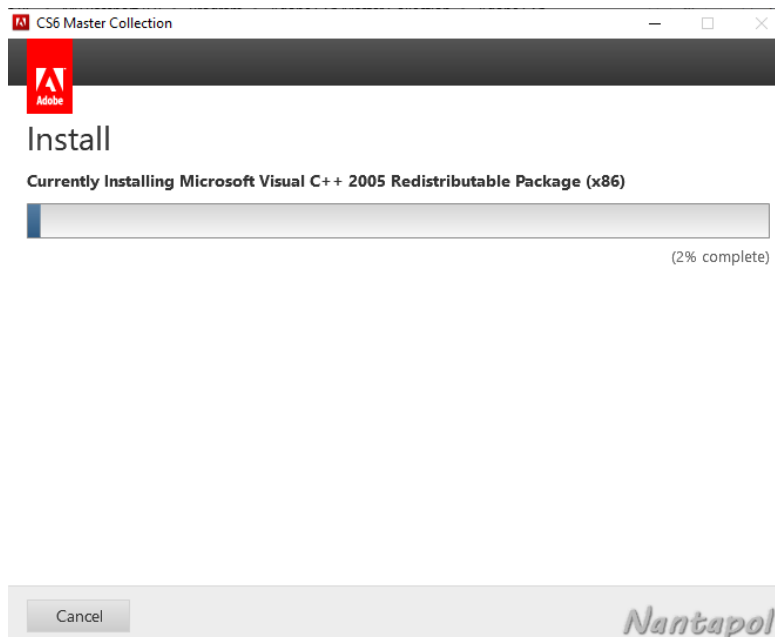 CS6 Master Collection
Adobe
Install
Currently Installing Microsoft Visual C++ 2005 Redistributable Package (x86)
(2% complete)
Cancel
Nantapol